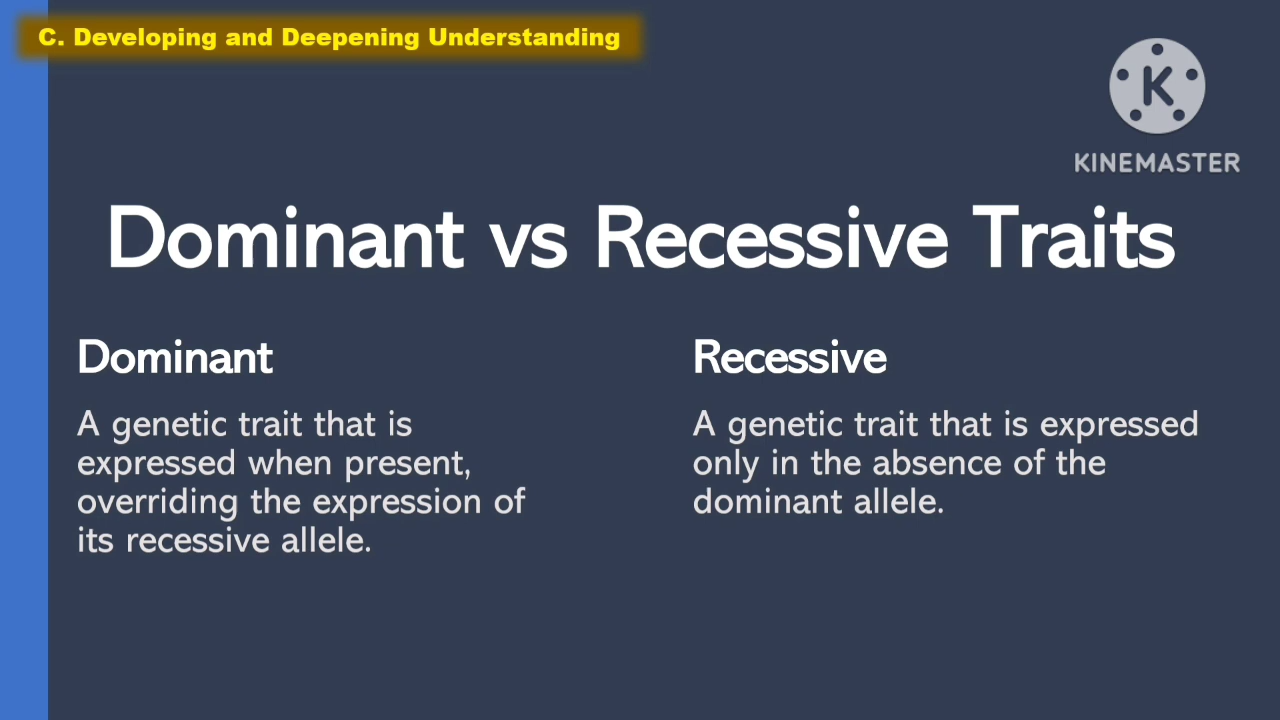 C. Developing and Deepening Understanding
K
KINEMASTER
Dominant vs Recessive Traits
Dominant
A genetic trait that is
expressed when present,
overriding the expression of
its recessive allele.
Recessive
A genetic trait that is expressed
only in the absence of the
dominant allele.